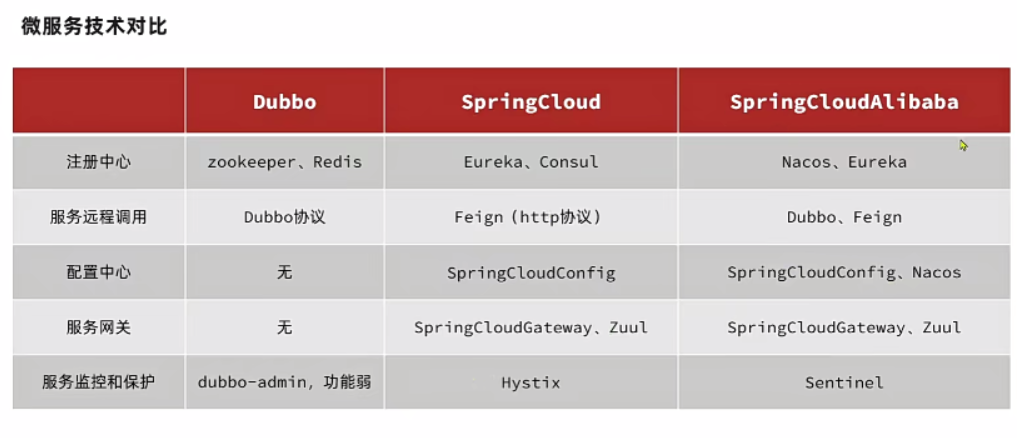 微服务技术对比
Dubbo SpringCloud SpringCloudAlibaba
注册中心 zookeeper、Redis Eureka、Consul Nacos、Eureka
服务远程调用 Dubbo协议 Feign（http协议） Dubbo、Feign
配置中心 无 SpringCloudConfig SpringCloudConfig、Nacos
服务网关 无 SpringCloudGateway、Zuul SpringCloudGateway、Zuul
服务监控和保护 dubbo-admin，功能弱 Hystix Sentinel